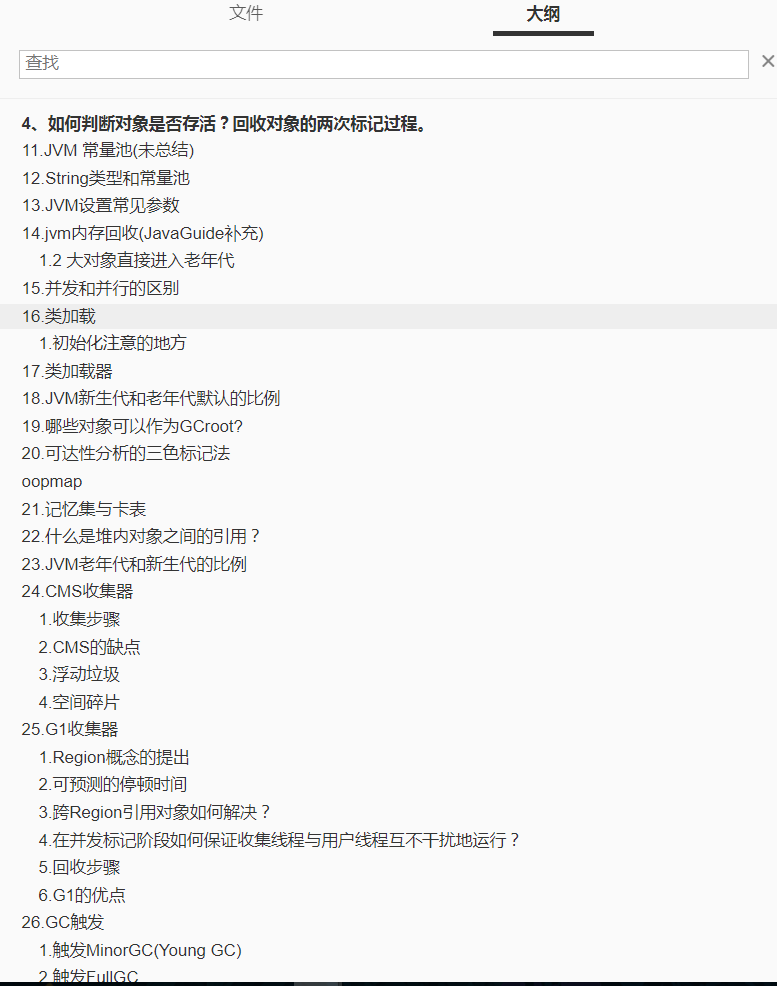 文件
大纲
查找
4、如何判断对象是否存活？回收对象的两次标记过程。
11.JVM 常量池(未总结)
12.String类型和常量池
13.JVM设置常见参数
14.jvm内存回收(JavaGuide补充)
1.2 大对象直接进入老年代
15.并发和并行的区别
16.类加载
1.初始化注意的地方
17.类加载器
18.JVM新生代和老年代默认的比例
19.哪些对象可以作为GCroot?
20.可达性分析的三色标记法
oopmap
21.记忆集与卡表
22.什么是堆内对象之间的引用？
23.JVM老年代和新生代的比例
24.CMS收集器
1.收集步骤
2.CMS的缺点
3.浮动垃圾
4.空间碎片
25.G1收集器
1.Region概念的提出
2.可预测的停顿时间
3.跨Region引用对象如何解决？
4.在并发标记阶段如何保证收集线程与用户线程互不干扰地运行？
5.回收步骤
6.G1的优点
26.GC触发
1.触发MinorGC(Young GC)
2.触发FullGC